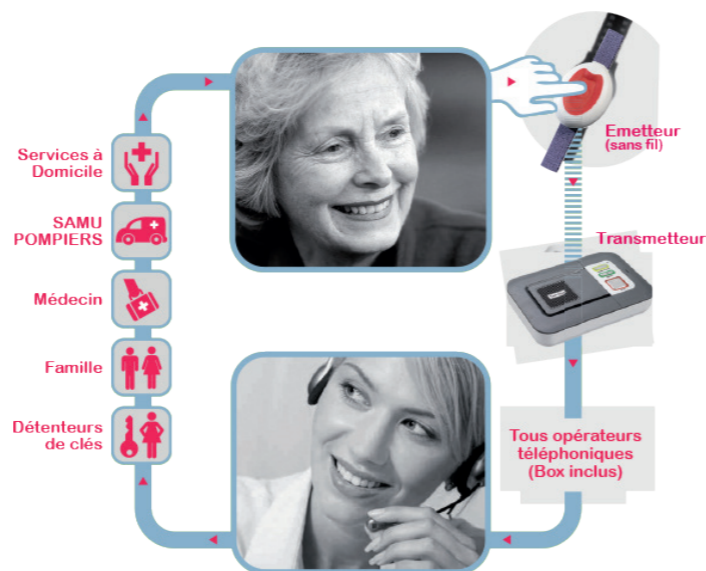 Emetteur
(sans fil)
Transmetteur
Tous opérateurs
téléphoniques
(Box inclus)
Services à
Domicile
SAMU
POMPIERS
Médecin
Famille
Détenteurs
de clés